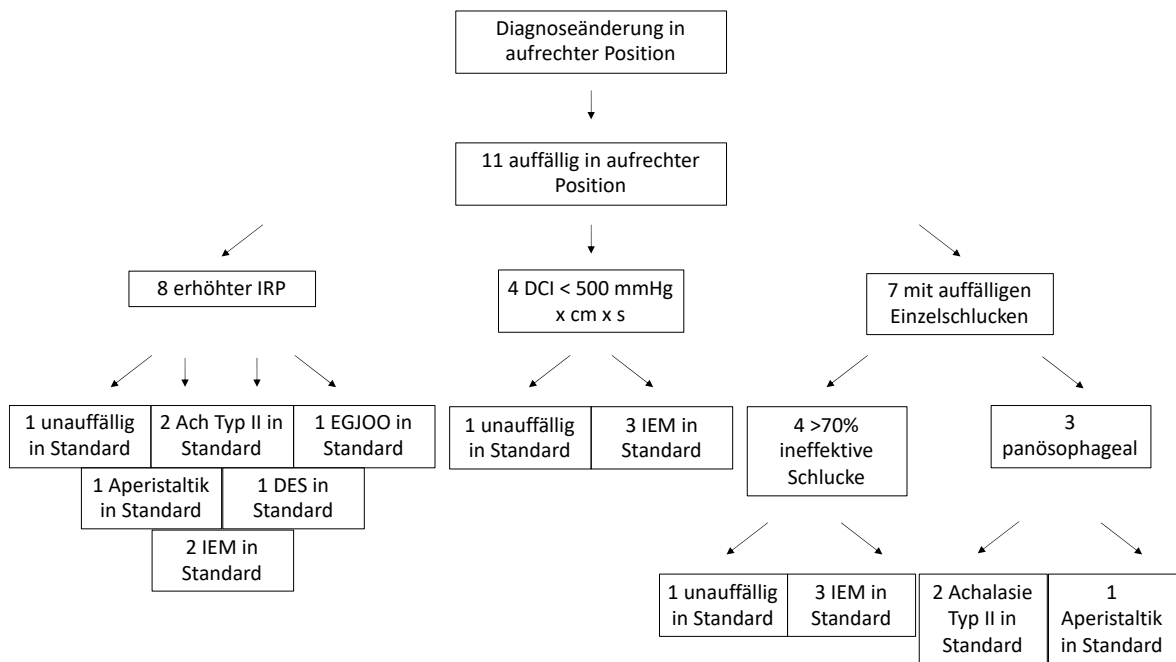 Diagnoseänderung in
aufrechter Position
11 auffällig in aufrechter
Position
8 erhöhter IRP
4 DCI < 500 mmHg
x cm x s
7 mit auffälligen
Einzelschlucken
1 unauffällig
in Standard
2 Ach Typ II in
Standard
1 EGJOO in
Standard
1 Aperistaltik
in Standard
1 DES in
Standard
2 IEM in
Standard
1 unauffällig
in Standard
3 IEM in
Standard
4 >70%
ineffektive
Schlucke
3
panösophageal
1 unauffällig
in Standard
3 IEM in
Standard
2 Achalasie
Typ II in
Standard
1
Aperistaltik
in Standard